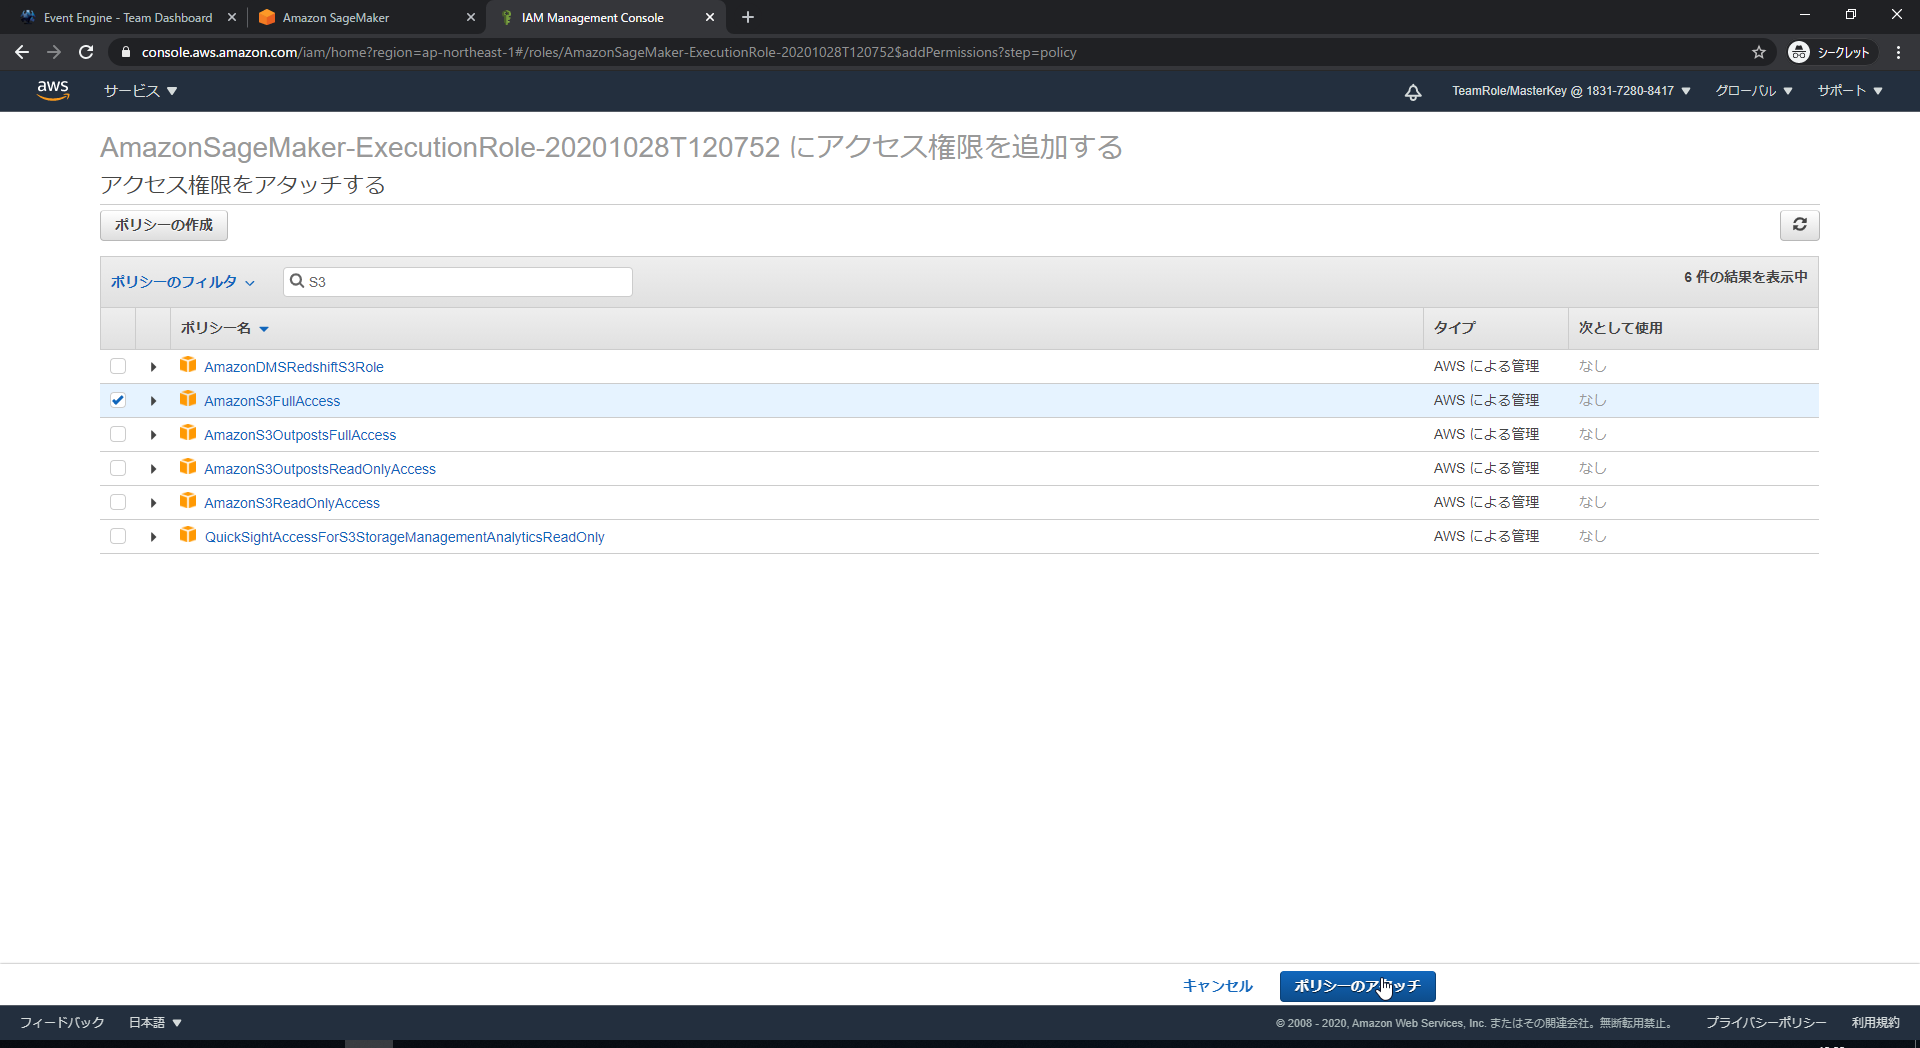 Event Engine - Team Dashboard
Amazon SageMaker
IAM Management Console
console.aws.amazon.com/iam/home?region=ap-northeast-1#/roles/AmazonSageMaker-ExecutionRole-20201028T120752$addPermissions?step=policy
シークレット
aws
サービス
TeamRole/MasterKey @ 1831-7280-8417
グローバル
サポート
AmazonSageMaker-ExecutionRole-20201028T120752 にアクセス権限を追加する
アクセス権限をアタッチする
ポリシーの作成
ポリシーのフィルタ
S3
6 件の結果を表示中
ポリシー名 タイプ 次として使用
AmazonDMSRedshiftS3Role AWS による管理 なし
AmazonS3FullAccess AWS による管理 なし
AmazonS3OutpostsFullAccess AWS による管理 なし
AmazonS3OutpostsReadOnlyAccess AWS による管理 なし
AmazonS3ReadOnlyAccess AWS による管理 なし
QuickSightAccessForS3StorageManagementAnalyticsReadOnly AWS による管理 なし
キャンセル
ポリシーのアタッチ
フィードバック
日本語
© 2008 - 2020, Amazon Web Services, Inc. またはその関連会社。無断転用禁止。
プライバシーポリシー
利用規約